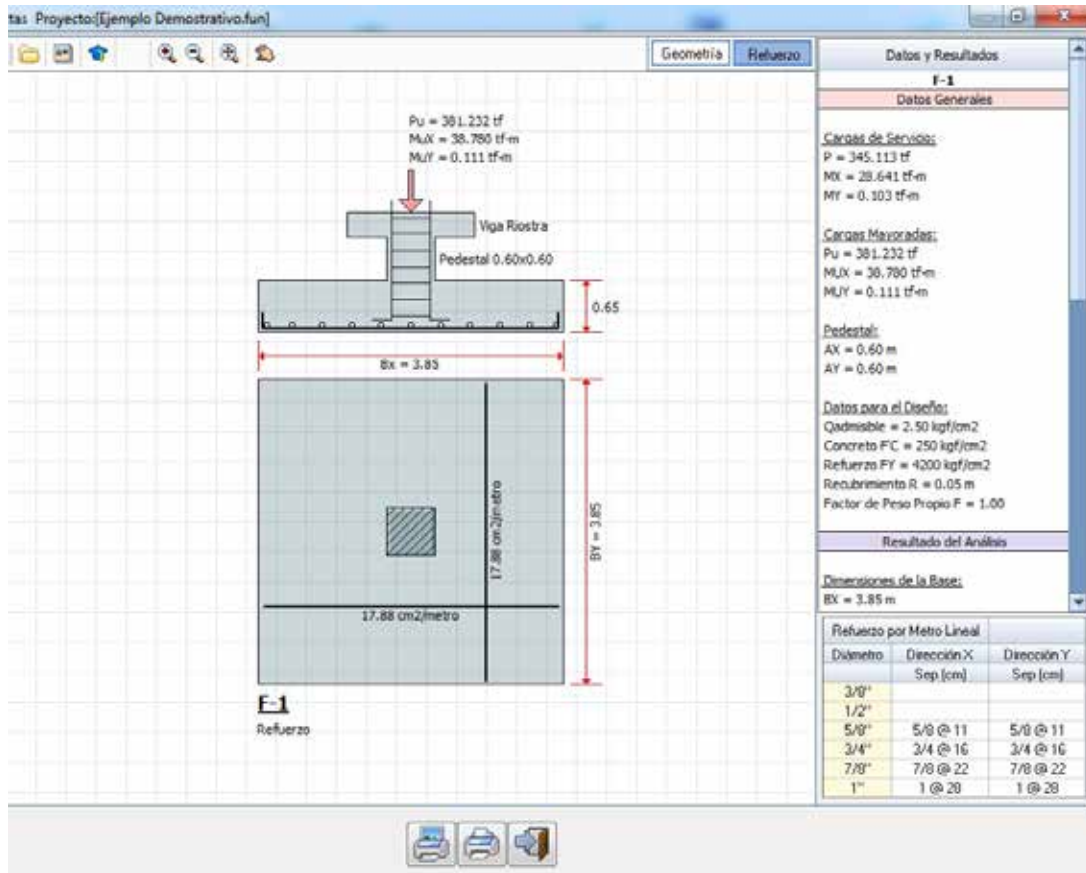 tas Proyecto:[Ejemplo Demostrativo.fun]
Geometría Refuerzo
Pu = 381.232 tf
MuX = 38.780 tf-m
MuY = 0.111 tf-m
Viga Riostra
Pedestal 0.60x0.60
0.65
Bx = 3.85
17.88 cm2/metro
BY = 3.85
17.88 cm2/metro
F-1
Refuerzo
Datos y Resultados
F-1
Datos Generales
Cargas de Servicio:
P = 345.113 tf
MX = 28.641 tf-m
MY = 0.103 tf-m
Cargas Mayoradas:
Pu = 381.232 tf
MUX = 38.780 tf-m
MUY = 0.111 tf-m
Pedestal:
AX = 0.60 m
AY = 0.60 m
Datos para el Diseño:
Qadmisible = 2.50 kgf/cm2
Concreto F'C = 250 kgf/cm2
Refuerzo FY = 4200 kgf/cm2
Recubrimiento R = 0.05 m
Factor de Peso Propio F = 1.00
Resultado del Análisis
Dimensiones de la Base:
BX = 3.85 m
Refuerzo por Metro Lineal
Diámetro Dirección X Dirección Y
Sep (cm) Sep (cm)
3/8"
1/2"
5/8" 5/8 @ 11 5/8 @ 11
3/4" 3/4 @ 16 3/4 @ 16
7/8" 7/8 @ 22 7/8 @ 22
1" 1 @ 28 1 @ 28